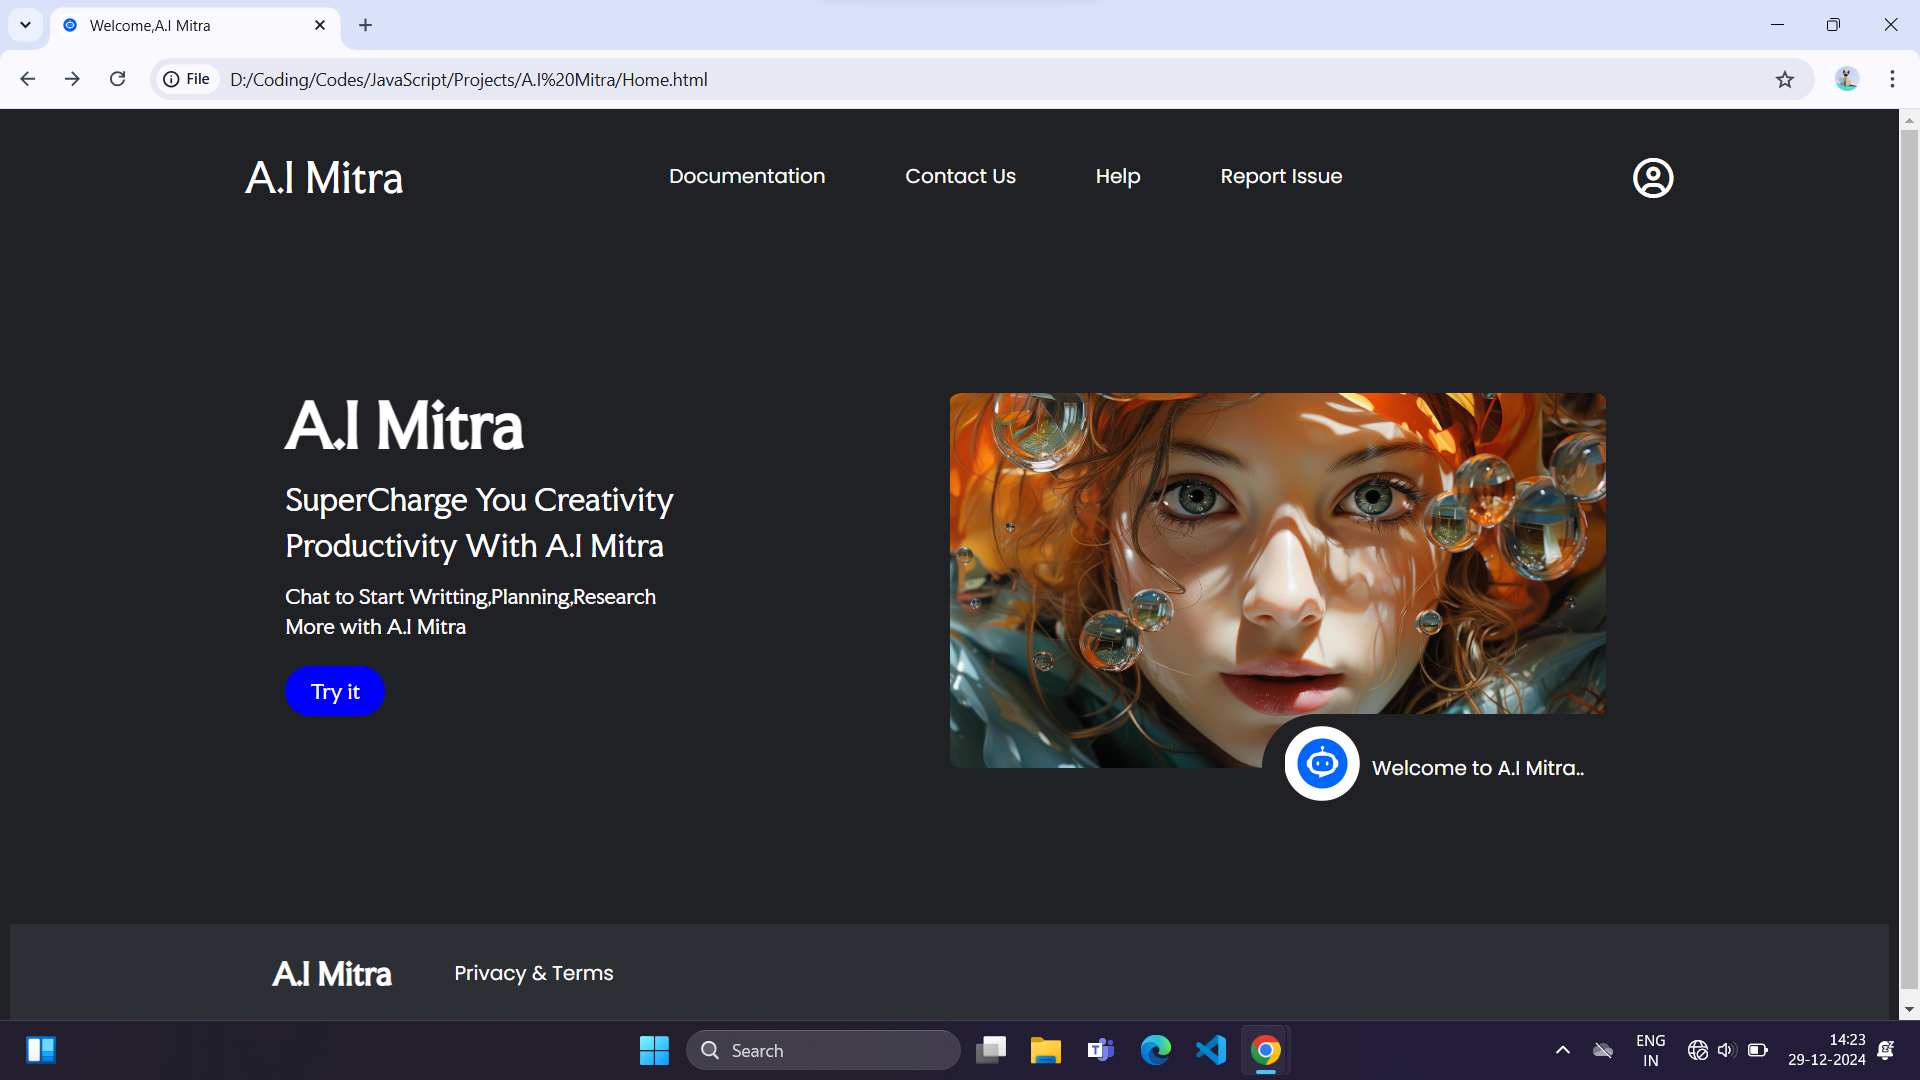 Welcome,A.I Mitra
File D:/Coding/Codes/JavaScript/Projects/A.I%20Mitra/Home.html
A.I Mitra Documentation Contact Us Help Report Issue
A.I Mitra
SuperCharge You Creativity
Productivity With A.I Mitra
Chat to Start Writting,Planning,Research
More with A.I Mitra
Try it
Welcome to A.I Mitra..
A.I Mitra Privacy & Terms
Search
ENG
IN
14:23
29-12-2024